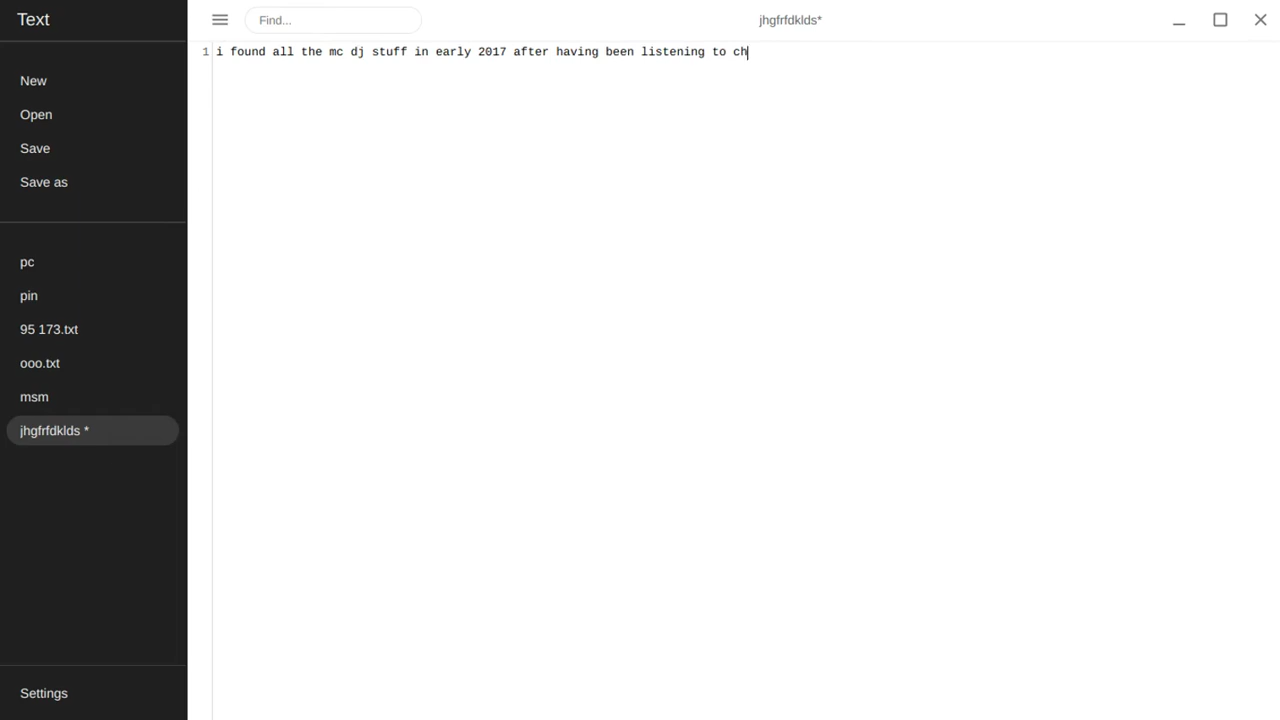 Text
Find...
jhgfrfdklds*
1 i found all the mc dj stuff in early 2017 after having been listening to ch
New
Open
Save
Save as
pc
pin
95 173.txt
ooo.txt
msm
jhgfrfdklds *
Settings